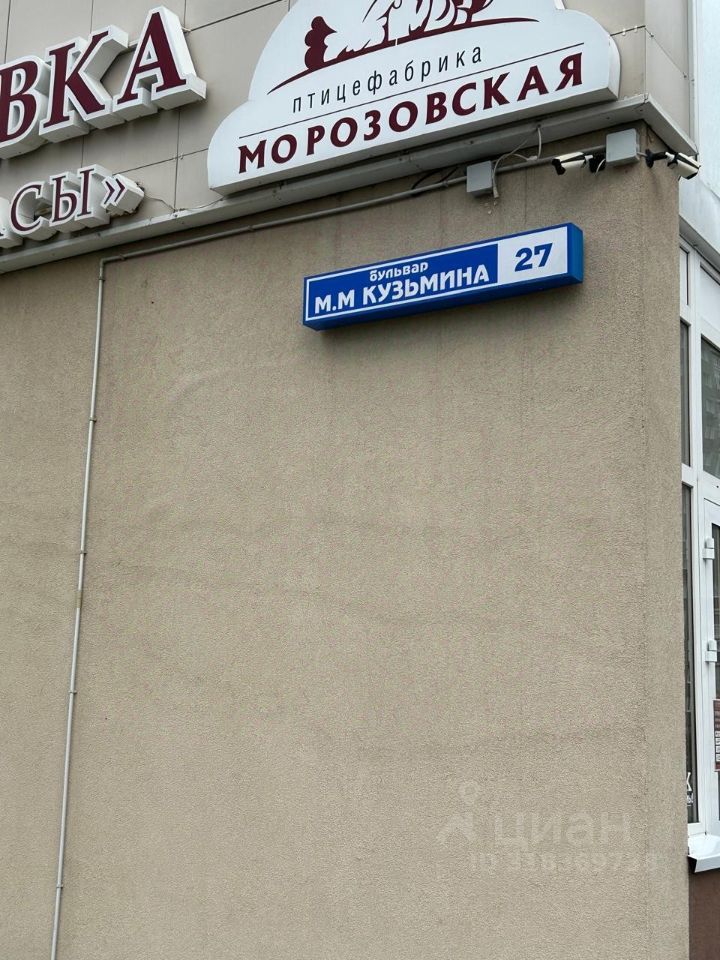 ВКА
СЫ»
птицефабрика
МОРОЗОВСКАЯ
бульвар
М.М КУЗЬМИНА 27
циан